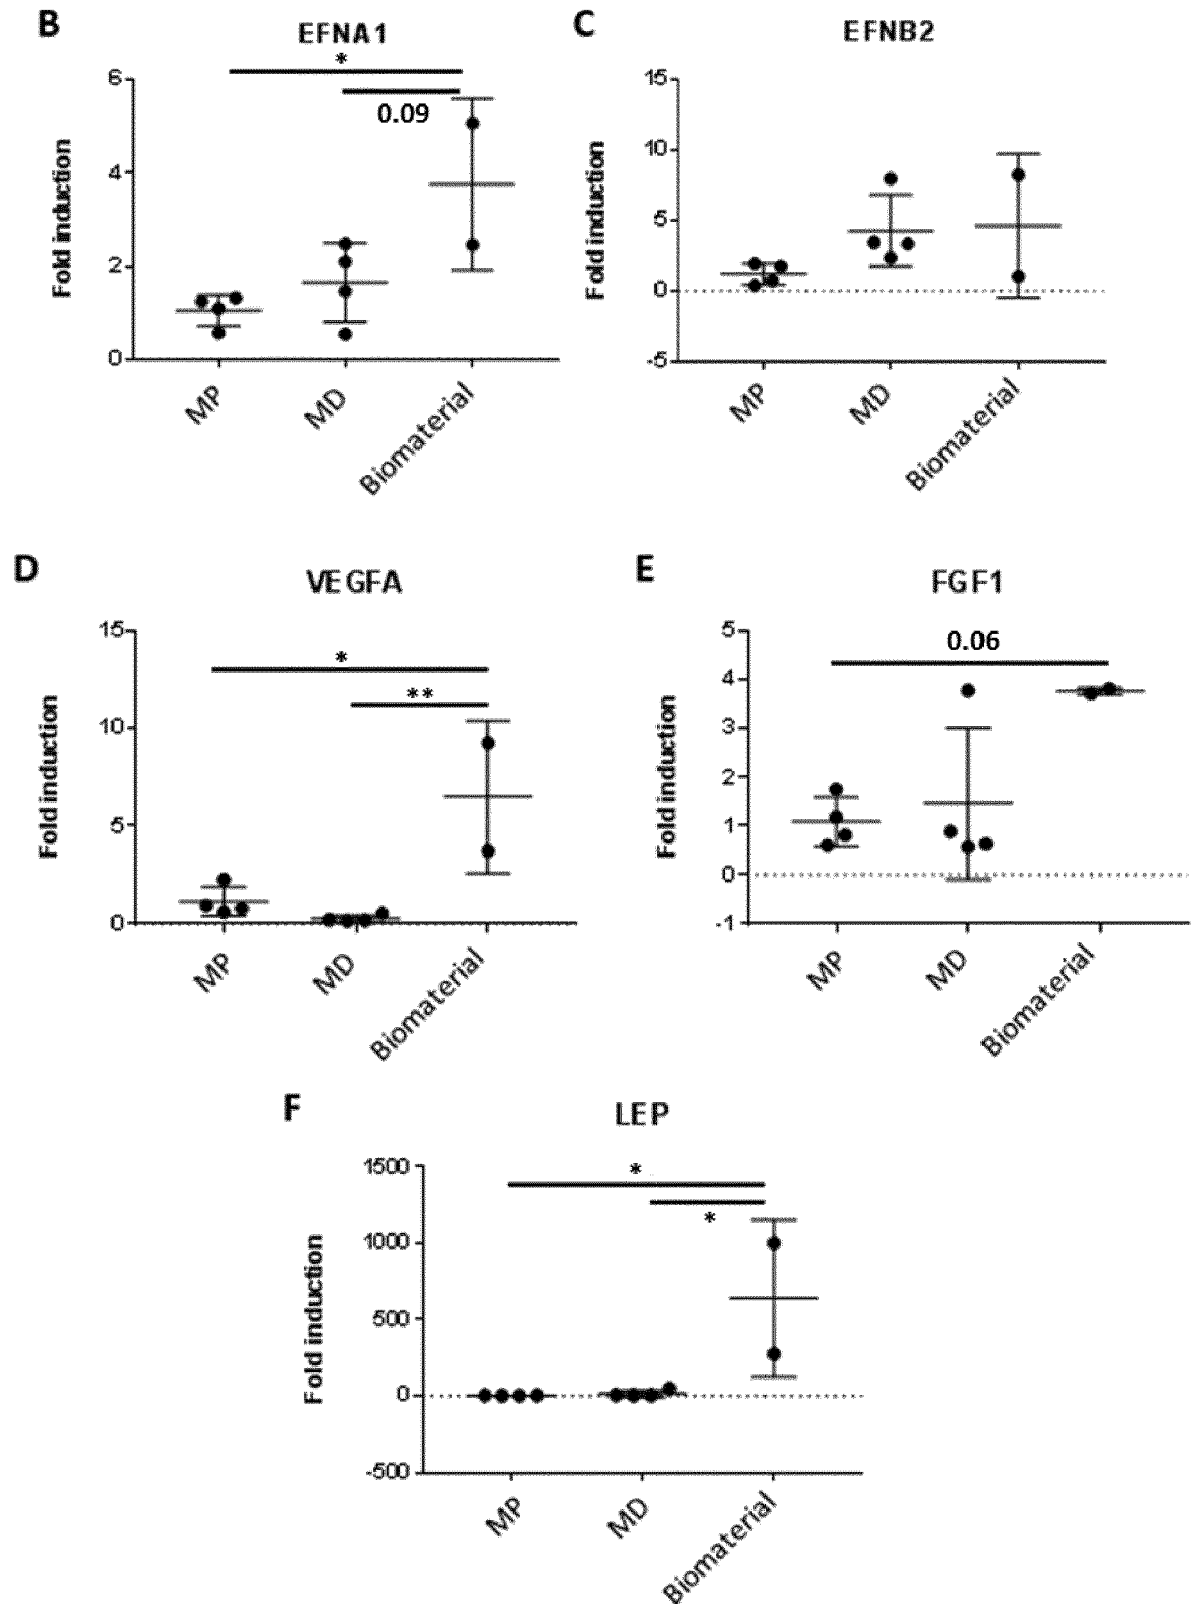 B
EFNA1
*
0.09
Fold induction
6
4
2
0
MP
MD
Biomaterial
C
EFNB2
Fold induction
15
10
5
0
-5
MP
MD
Biomaterial
D
VEGFA
*
**
Fold induction
15
10
5
0
MP
MD
Biomaterial
E
FGF1
0.06
Fold induction
5
4
3
2
1
0
-1
MP
MD
Biomaterial
F
LEP
*
*
Fold induction
1500
1000
500
0
-500
MP
MD
Biomaterial